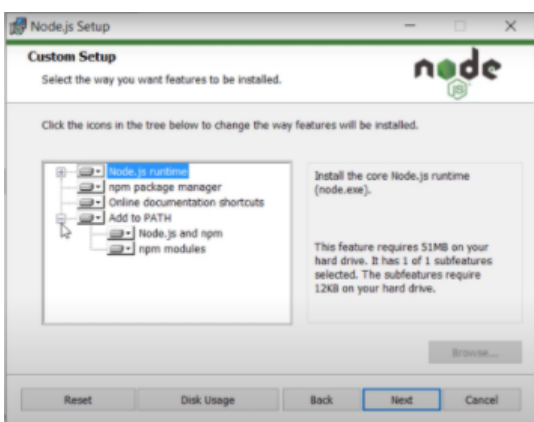 Node.js Setup
Custom Setup
Select the way you want features to be installed.
node
JS
Click the icons in the tree below to change the way features will be installed.
Node.js runtime
npm package manager
Online documentation shortcuts
Add to PATH
Node.js and npm
npm modules
Install the core Node.js runtime
(node.exe).
This feature requires 51MB on your
hard drive. It has 1 of 1 subfeatures
selected. The subfeatures require
12KB on your hard drive.
Browse...
Reset
Disk Usage
Back
Next
Cancel